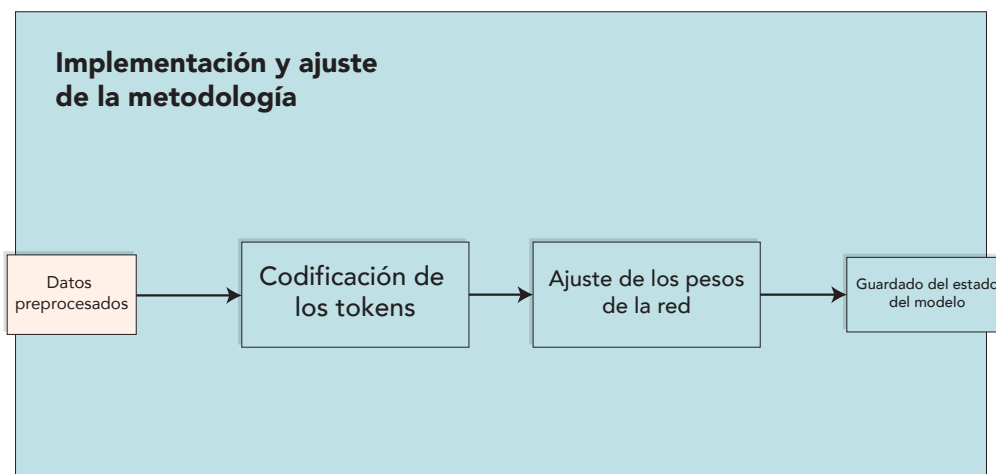 Implementación y ajuste
de la metodología
Datos
preprocesados
Codificación de
los tokens
Ajuste de los pesos
de la red
Guardado del estado
del modelo